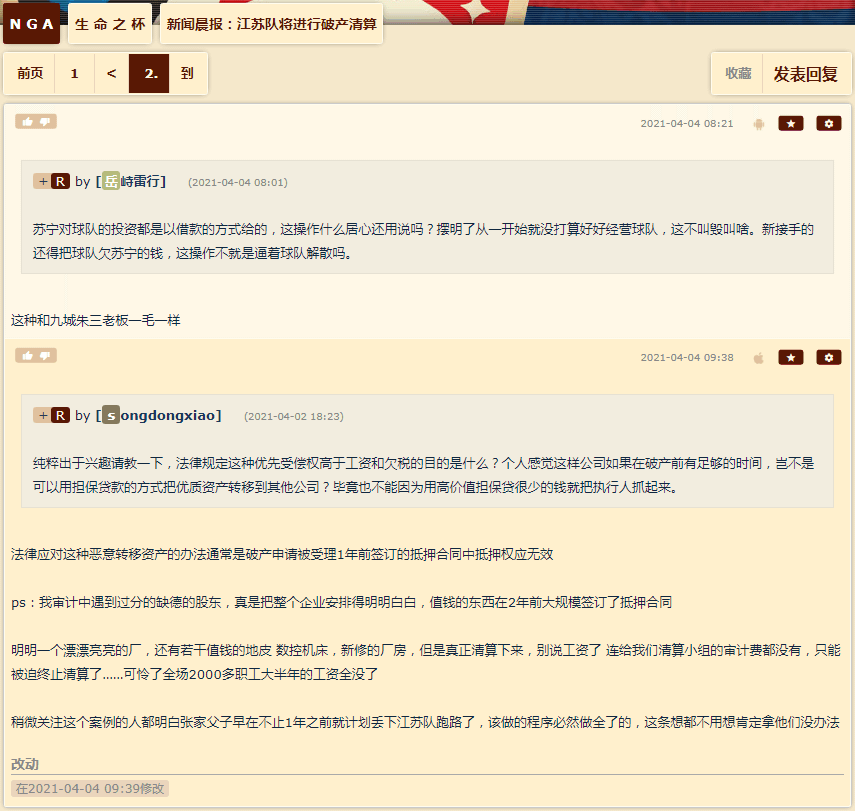 NGA 生命之杯 新闻晨报：江苏队将进行破产清算
前页 1 < 2. 到 收藏 发表回复
2021-04-04 08:21
+ R by [岳峙雷行] (2021-04-04 08:01)
苏宁对球队的投资都是以借款的方式给的，这操作什么居心还用说吗？摆明了从一开始就没打算好好经营球队，这不叫毁叫啥。新接手的
还得把球队欠苏宁的钱，这操作不就是逼着球队解散吗。
这种和九城朱三老板一毛一样
2021-04-04 09:38
+ R by [songdongxiao] (2021-04-02 18:23)
纯粹出于兴趣请教一下，法律规定这种优先受偿权高于工资和欠税的目的是什么？个人感觉这样公司如果在破产前有足够的时间，岂不是
可以用担保贷款的方式把优质资产转移到其他公司？毕竟也不能因为用高价值担保贷很少的钱就把执行人抓起来。
法律应对这种恶意转移资产的办法通常是破产申请被受理1年前签订的抵押合同中抵押权应无效
ps：我审计中遇到过分的缺德的股东，真是把整个企业安排得明明白白，值钱的东西在2年前大规模签订了抵押合同
明明一个漂漂亮亮的厂，还有若干值钱的地皮 数控机床，新修的厂房，但是真正清算下来，别说工资了 连给我们清算小组的审计费都没有，只能
被迫终止清算了......可怜了全场2000多职工大半年的工资全没了
稍微关注这个案例的人都明白张家父子早在不止1年之前就计划丢下江苏队跑路了，该做的程序必然做全了的，这条想都不用想肯定拿他们没办法
改动
在2021-04-04 09:39修改